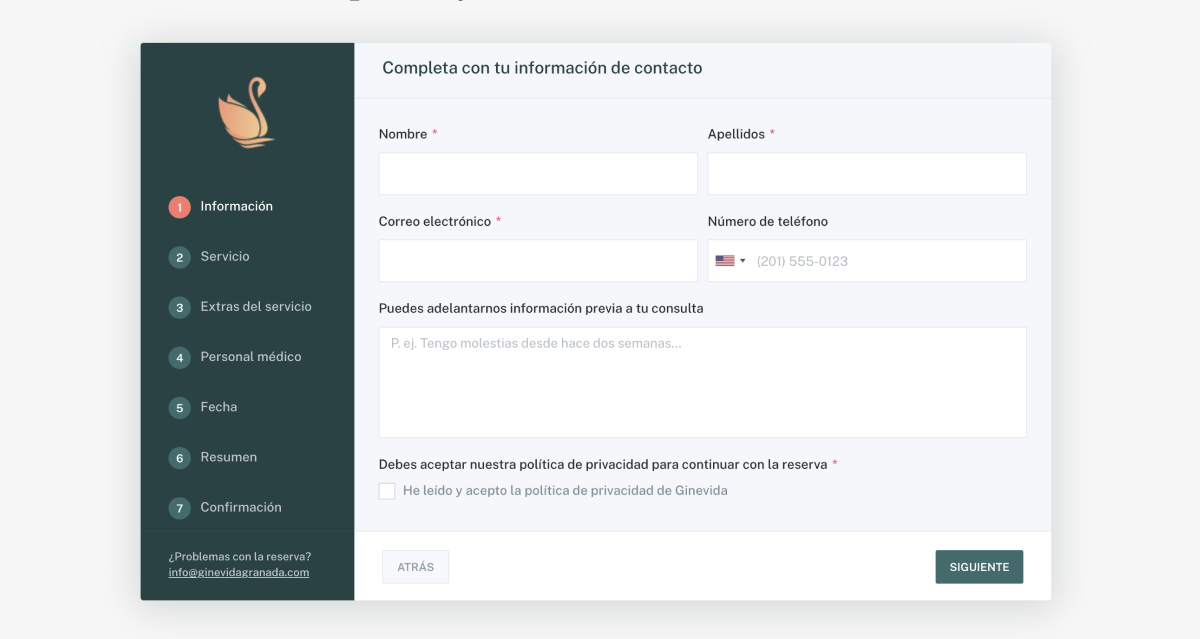 1 Información
2 Servicio
3 Extras del servicio
4 Personal médico
5 Fecha
6 Resumen
7 Confirmación
¿Problemas con la reserva?
info@ginevidagranada.com
Completa con tu información de contacto
Nombre * Apellidos *
Correo electrónico * Número de teléfono
(201) 555-0123
Puedes adelantarnos información previa a tu consulta
P. ej. Tengo molestias desde hace dos semanas...
Debes aceptar nuestra política de privacidad para continuar con la reserva *
He leído y acepto la política de privacidad de Ginevida
ATRÁS SIGUIENTE